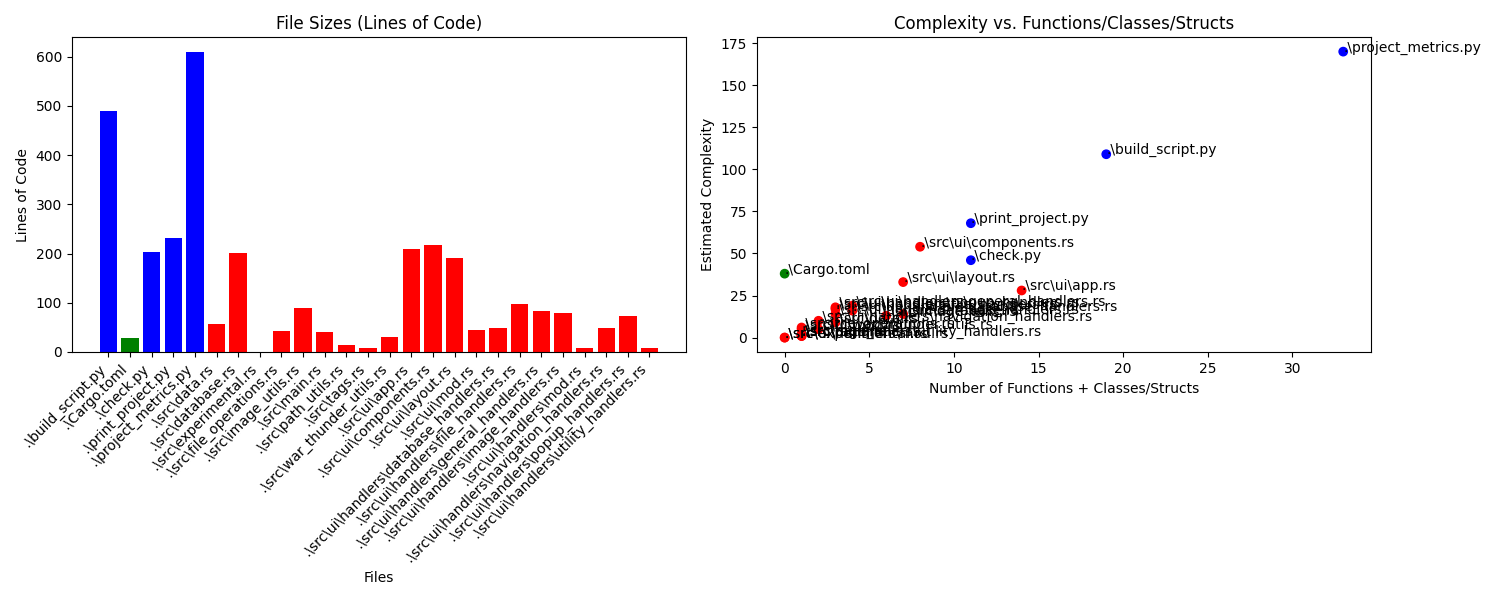 File Sizes (Lines of Code)
Lines of Code
600
500
400
300
200
100
0
.\build_script.py
.\Cargo.toml
.\check.py
.\print_project.py
.\project_metrics.py
.\src\data.rs
.\src\database.rs
.\src\experimental.rs
.\src\file_operations.rs
.\src\image_utils.rs
.\src\main.rs
.\src\path_utils.rs
.\src\tags.rs
.\src\war_thunder_utils.rs
.\src\ui\app.rs
.\src\ui\components.rs
.\src\ui\layout.rs
.\src\ui\mod.rs
.\src\ui\handlers\database_handlers.rs
.\src\ui\handlers\file_handlers.rs
.\src\ui\handlers\general_handlers.rs
.\src\ui\handlers\image_handlers.rs
.\src\ui\handlers\mod.rs
.\src\ui\handlers\navigation_handlers.rs
.\src\ui\handlers\popup_handlers.rs
.\src\ui\handlers\utility_handlers.rs
Files
Complexity vs. Functions/Classes/Structs
Estimated Complexity
175
150
125
100
75
50
25
0
.\project_metrics.py
.\build_script.py
.\print_project.py
.\src\ui\components.rs
.\check.py
.\Cargo.toml
.\src\ui\layout.rs
.\src\ui\app.rs
0
5
10
15
20
25
30
Number of Functions + Classes/Structs